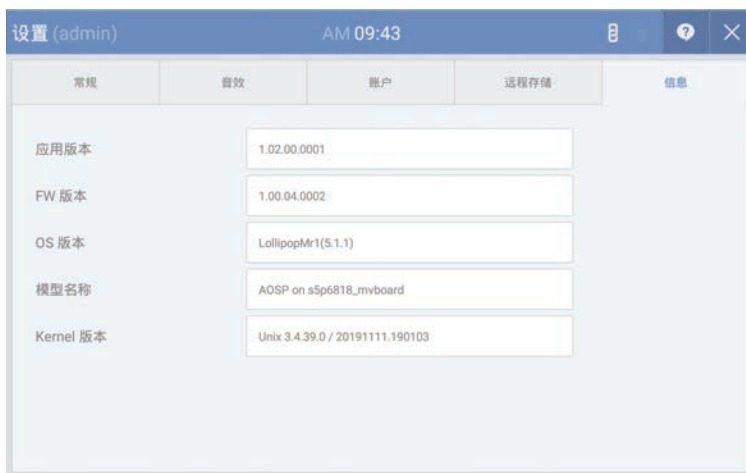 设置 (admin) AM 09:43
常规 音效 账户 远程存储 信息
应用版本 1.02.00.0001
FW 版本 1.00.04.0002
OS 版本 LollipopMr1(5.1.1)
模型名称 AOSP on s5p6818_mvboard
Kernel 版本 Unix 3.4.39.0 / 20191111.190103